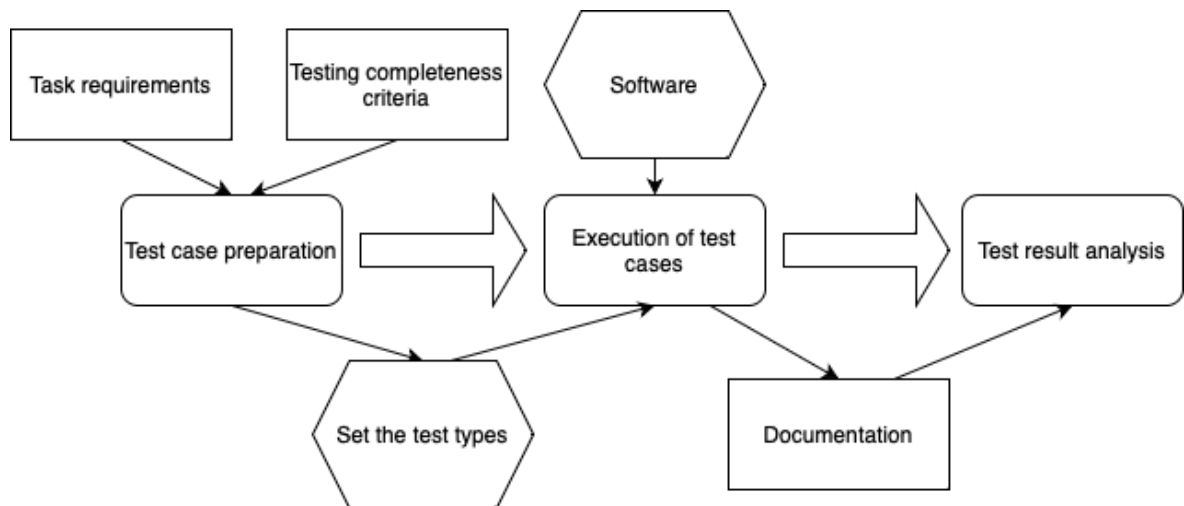 Task requirements
Testing completeness
criteria
Software
Test case preparation
Execution of test
cases
Test result analysis
Set the test types
Documentation